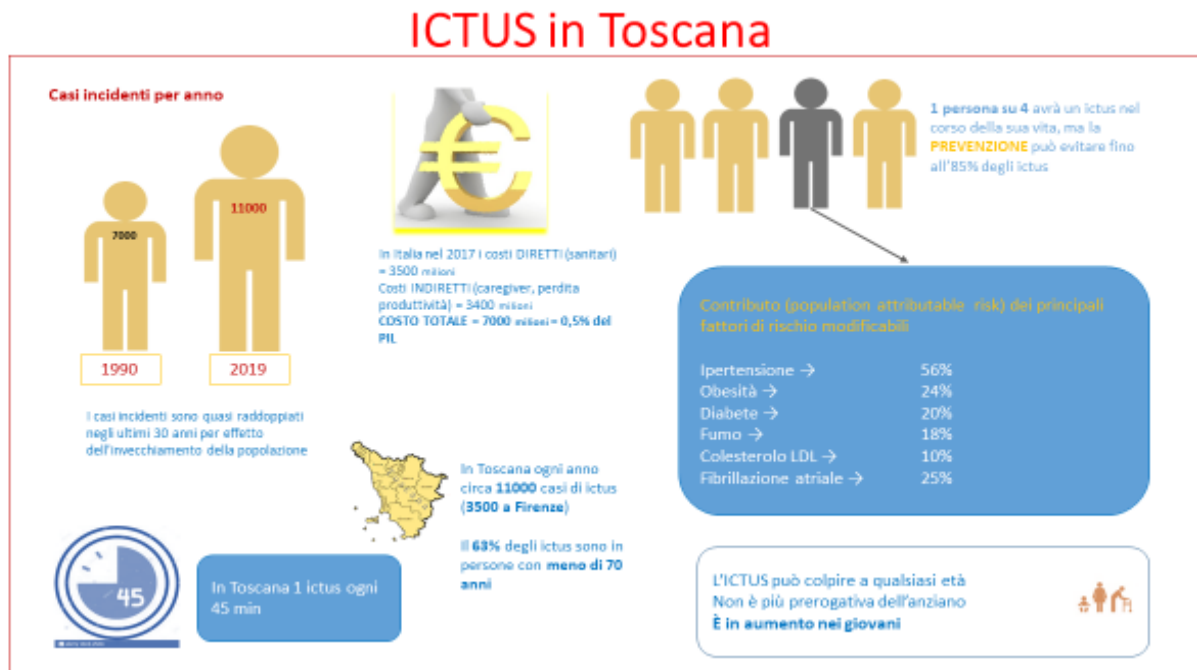 ICTUS in Toscana
Casi incidenti per anno
7000
11000
1990
2019
I casi incidenti sono quasi raddoppiati
negli ultimi 30 anni per effetto
dell'invecchiamento della popolazione
In Italia nel 2017 i costi DIRETTI (sanitari)
= 3500 milioni
Costi INDIRETTI (caregiver, perdita
produttività) = 3400 milioni
COSTO TOTALE = 7000 milioni = 0,5% del
PIL
1 persona su 4 avrà un ictus nel
corso della sua vita, ma la
PREVENZIONE può evitare fino
all'85% degli ictus
Contributo (population attributable risk) dei principali
fattori di rischio modificabili
Ipertensione → 56%
Obesità → 24%
Diabete → 20%
Fumo → 18%
Colesterolo LDL → 10%
Fibrillazione atriale → 25%
In Toscana ogni anno
circa 11000 casi di ictus
(3500 a Firenze)
Il 63% degli ictus sono in
persone con meno di 70
anni
45
In Toscana 1 ictus ogni
45 min
L'ICTUS può colpire a qualsiasi età
Non è più prerogativa dell'anziano
È in aumento nei giovani